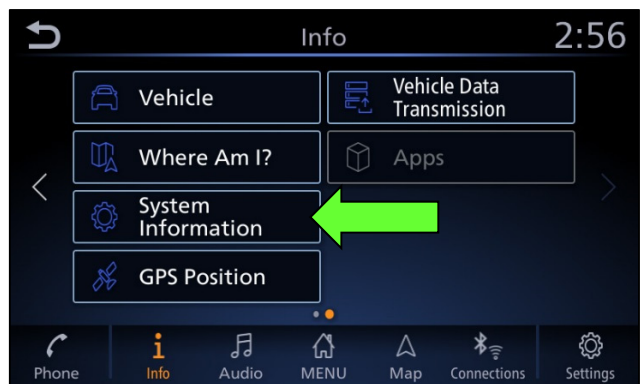 Info
2:56
Vehicle
Vehicle Data
Transmission
Where Am I?
Apps
System
Information
GPS Position
Phone
Info
Audio
MENU
Map
Connections
Settings